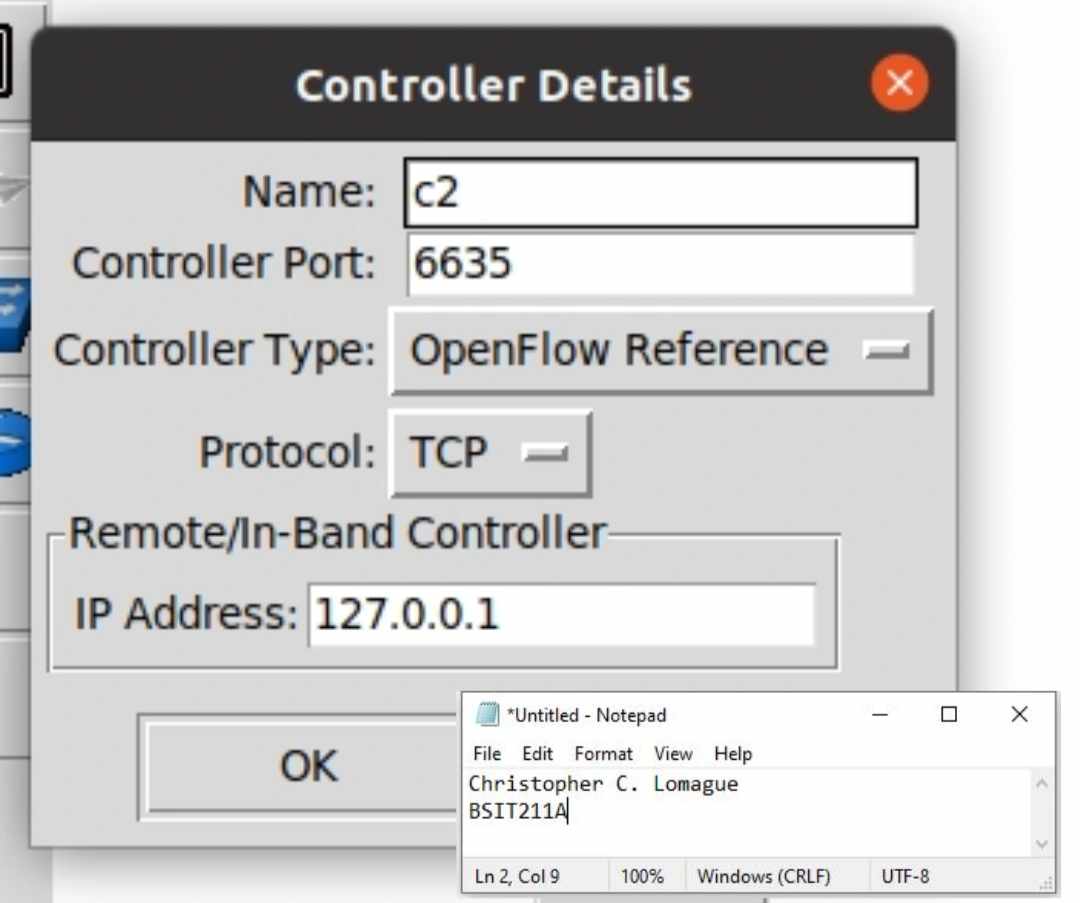 Controller Details
Name: c2
Controller Port: 6635
Controller Type: OpenFlow Reference
Protocol: TCP
Remote/In-Band Controller
IP Address: 127.0.0.1
OK
*Untitled - Notepad
File Edit Format View Help
Christopher C. Lomague
BSIT211A
Ln 2, Col 9 100% Windows (CRLF) UTF-8